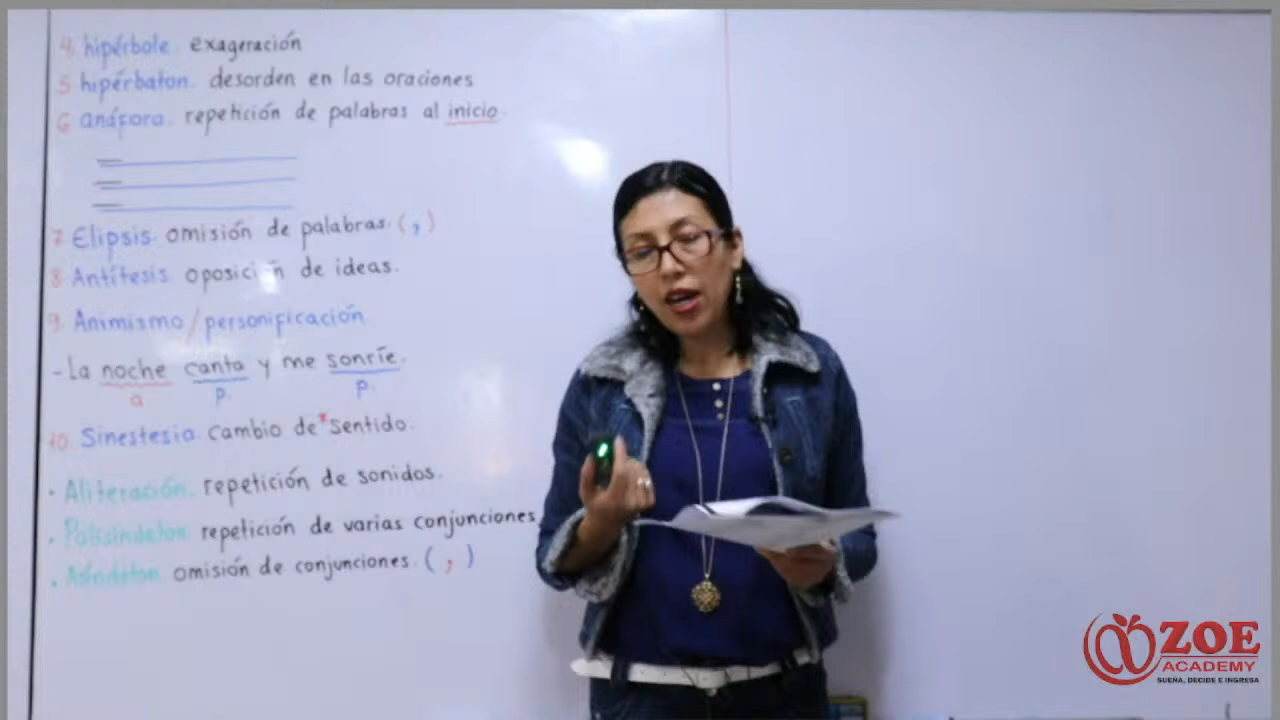 4. hipérbole. exageración
5 hipérbaton. desorden en las oraciones
6 anáfora. repetición de palabras al inicio.
7. Elipsis. omisión de palabras. ( , )
8. Antítesis. oposición de ideas.
9. Animismo / personificación
- La noche canta y me sonríe.
a p. p.
10. Sinestesia. cambio de * sentido.
• Aliteración. repetición de sonidos.
• Polisíndeton. repetición de varias conjunciones
• Asíndeton. omisión de conjunciones. ( , )
ZOE
ACADEMY
SUEÑA, DECIDE E INGRESA